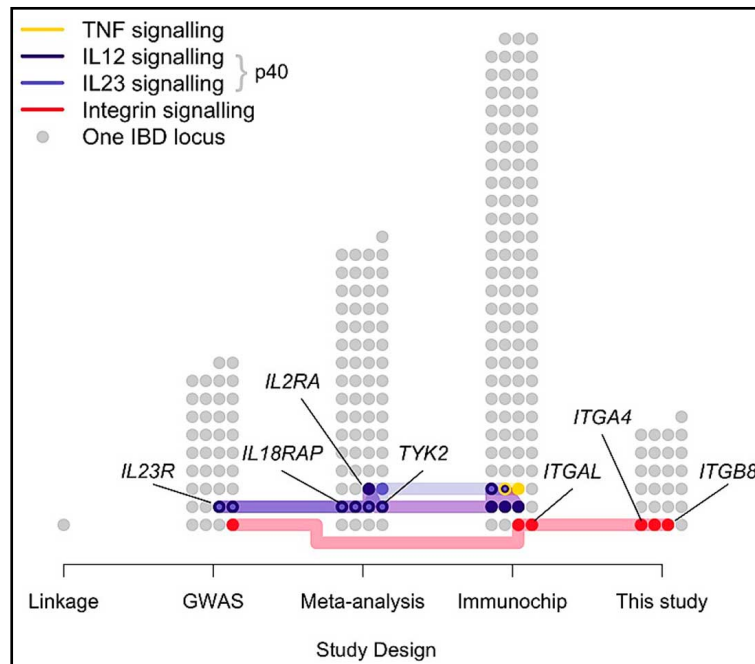 TNF signalling
IL12 signalling
IL23 signalling
} p40
Integrin signalling
One IBD locus
IL2RA
ITGA4
IL23R
IL18RAP
TYK2
ITGAL
ITGB8
Linkage
GWAS
Meta-analysis
Immunochip
This study
Study Design